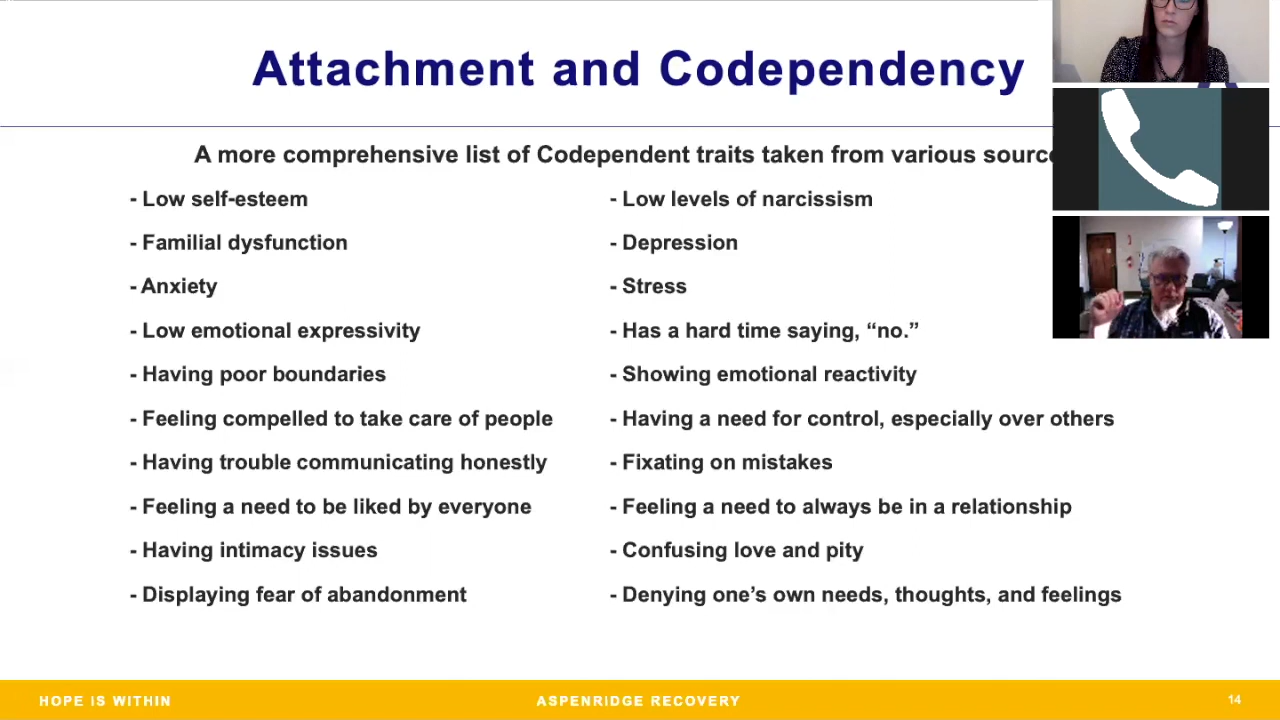 Attachment and Codependency
A more comprehensive list of Codependent traits taken from various
- Low self-esteem
- Familial dysfunction
- Anxiety
- Low emotional expressivity
- Having poor boundaries
- Feeling compelled to take care of people
- Having trouble communicating honestly
- Feeling a need to be liked by everyone
- Having intimacy issues
- Displaying fear of abandonment
- Low levels of narcissism
- Depression
- Stress
- Has a hard time saying, “no.”
- Showing emotional reactivity
- Having a need for control, especially over others
- Fixating on mistakes
- Feeling a need to always be in a relationship
- Confusing love and pity
- Denying one’s own needs, thoughts, and feelings
HOPE IS WITHIN
ASPENRIDGE RECOVERY
14